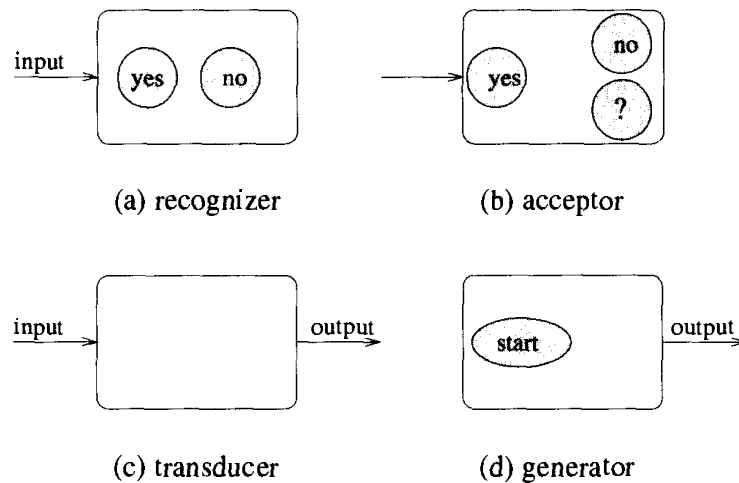 input
yes
no
(a) recognizer
yes
no
?
(b) acceptor
input
output
(c) transducer
start
output
(d) generator